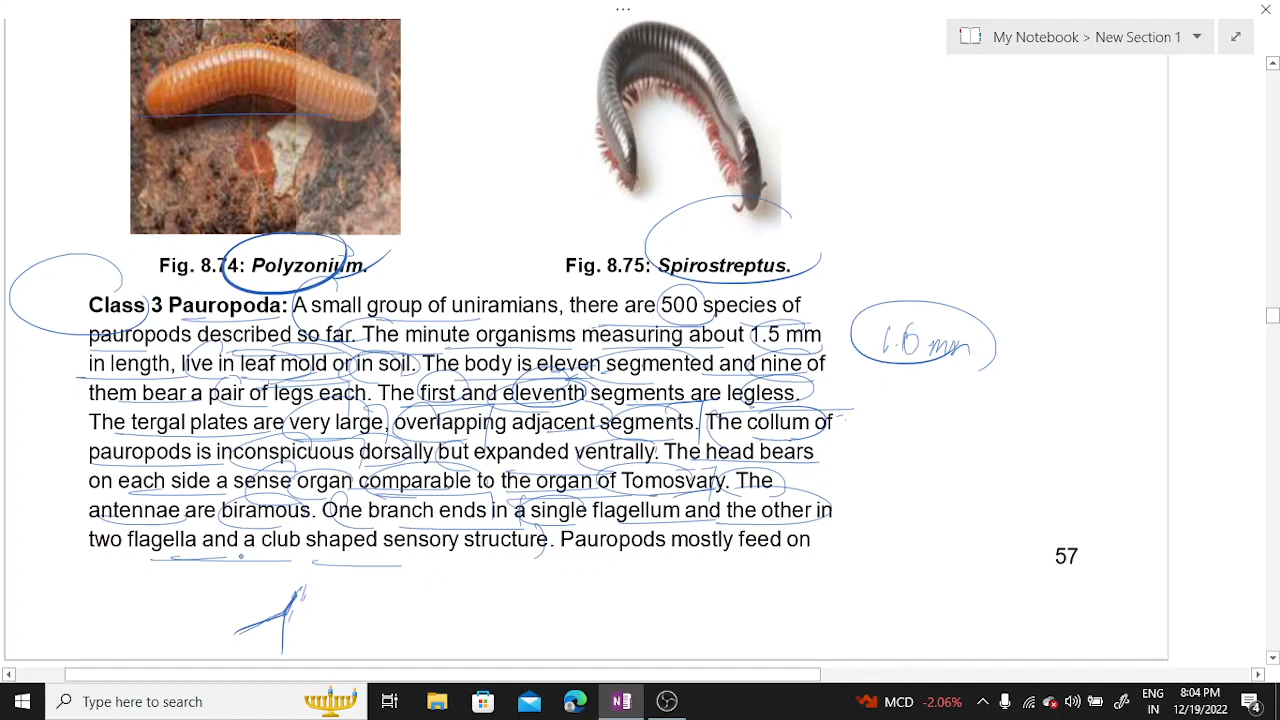 My Notebook > New Section 1
Fig. 8.74: Polyzonium.
Fig. 8.75: Spirostreptus.
Class 3 Pauropoda: A small group of uniramians, there are 500 species of
pauropods described so far. The minute organisms measuring about 1.5 mm
in length, live in leaf mold or in soil. The body is eleven segmented and nine of
them bear a pair of legs each. The first and eleventh segments are legless.
The tergal plates are very large, overlapping adjacent segments. The collum of
pauropods is inconspicuous dorsally but expanded ventrally. The head bears
on each side a sense organ comparable to the organ of Tomosvary. The
antennae are biramous. One branch ends in a single flagellum and the other in
two flagella and a club shaped sensory structure. Pauropods mostly feed on
mm
57
Type here to search
MCD -2.06%
ENG
IN
8:04 PM
12/19/2022
4